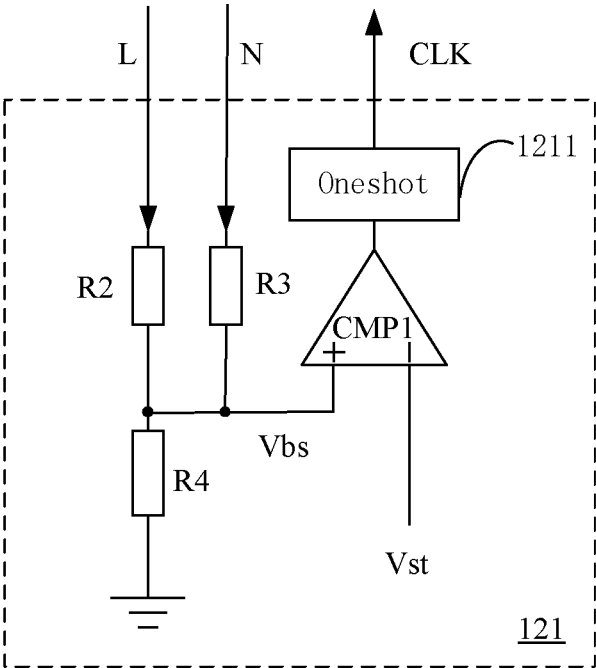 L N CLK
1211
Oneshot
R2 R3
CMP1
+ −
Vbs
R4
Vst
121